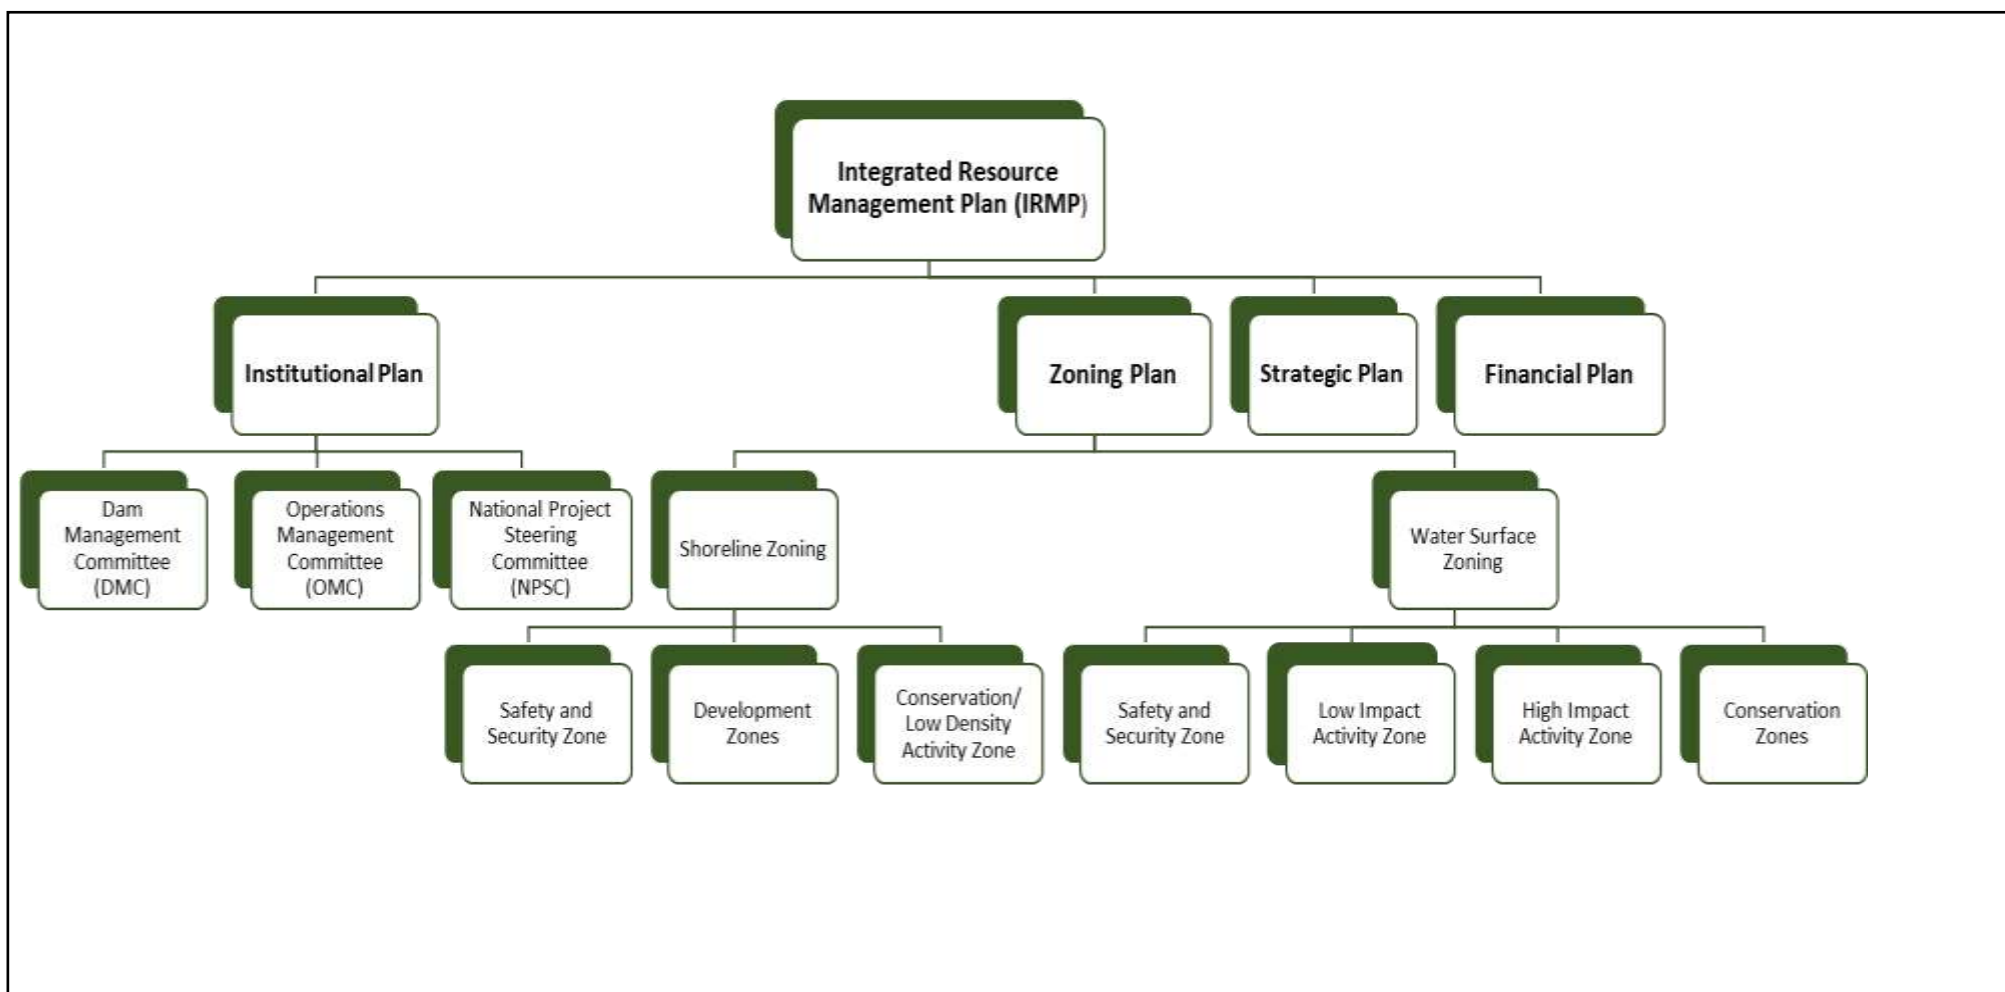 Integrated Resource
Management Plan (IRMP)
Institutional Plan
Zoning Plan
Strategic Plan
Financial Plan
Dam
Management
Committee
(DMC)
Operations
Management
Committee
(OMC)
National Project
Steering
Committee
(NPSC)
Shoreline Zoning
Water Surface
Zoning
Safety and
Security Zone
Development
Zones
Conservation/
Low Density
Activity Zone
Safety and
Security Zone
Low Impact
Activity Zone
High Impact
Activity Zone
Conservation
Zones